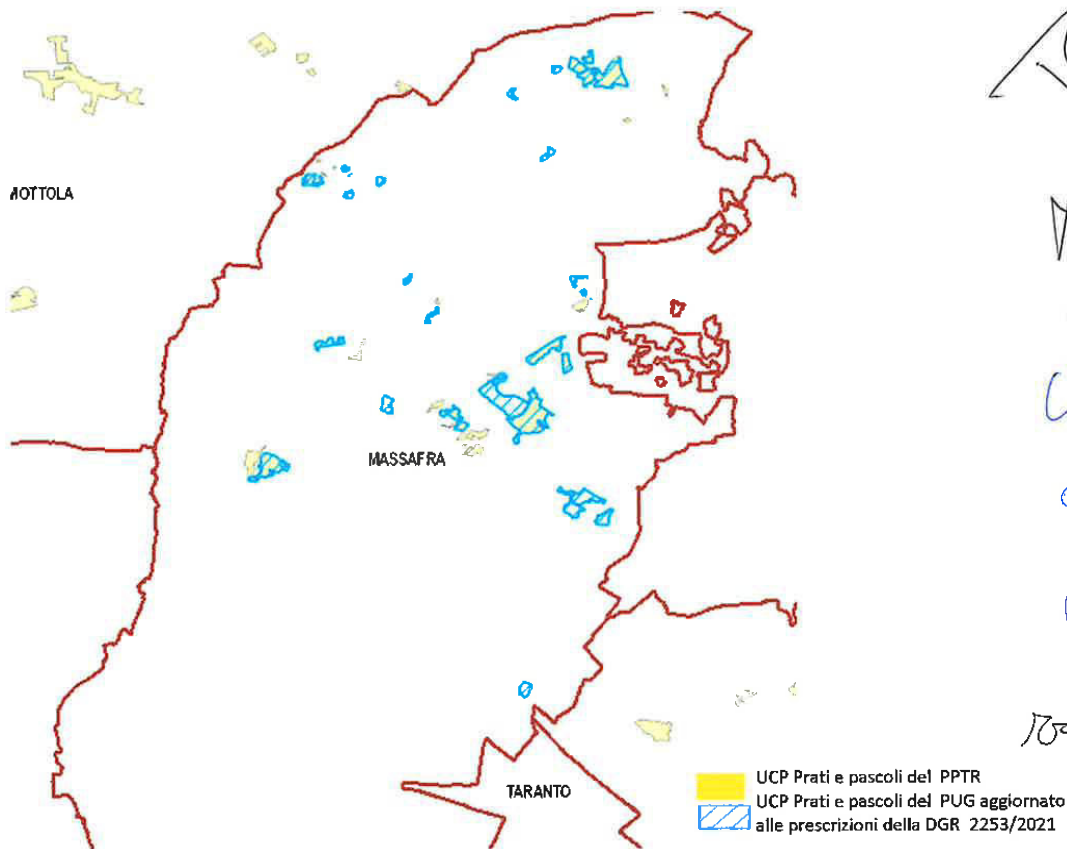 MOTTOLA
MASSAFRA
TARANTO
UCP Prati e pascoli del PPTR
UCP Prati e pascoli del PUG aggiornato
alle prescrizioni della DGR 2253/2021